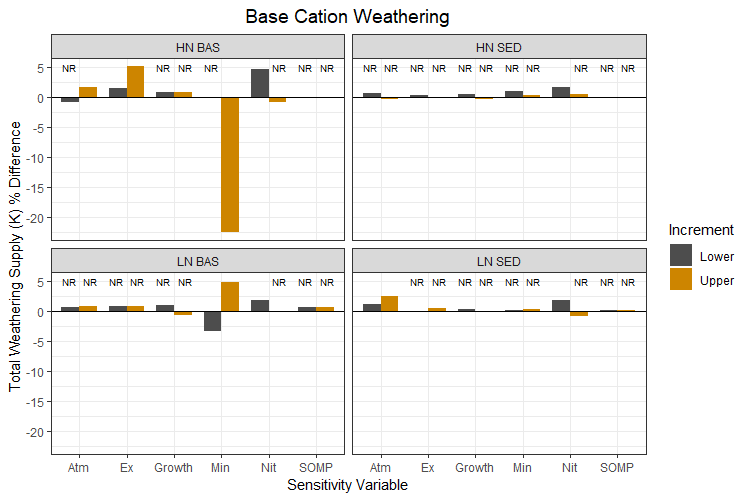 Base Cation Weathering
HN BAS
HN SED
NR NR NR NR NR NR NR
NR NR NR NR NR NR NR NR NR NR NR
5
0
-5
-10
-15
-20
LN BAS
LN SED
NR NR NR NR NR NR NR NR NR
NR NR NR NR NR NR NR NR NR
5
0
-5
-10
-15
-20
Total Weathering Supply (K) % Difference
Atm Ex Growth Min Nit SOMP
Atm Ex Growth Min Nit SOMP
Sensitivity Variable
Increment
Lower
Upper